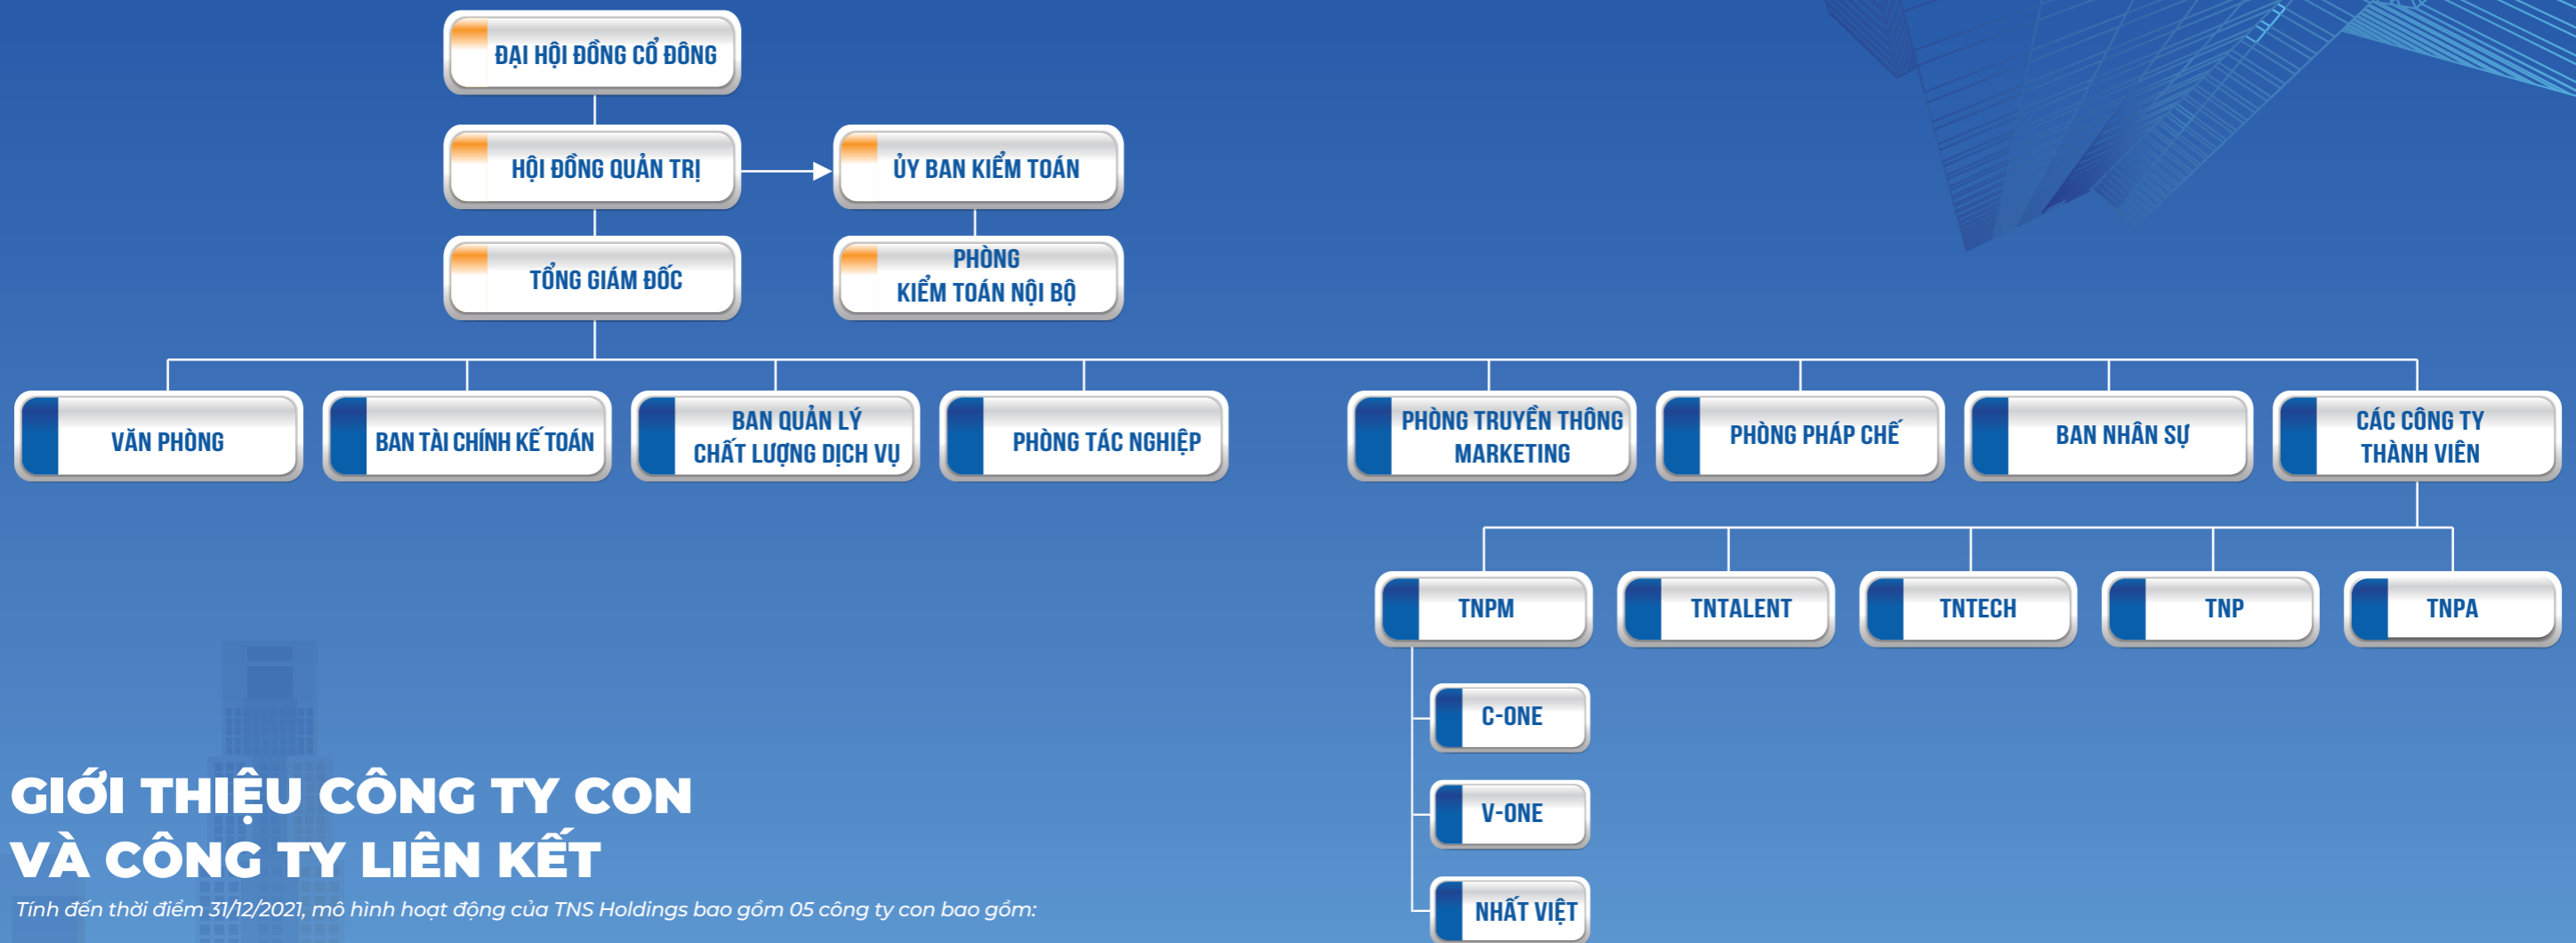 ĐẠI HỘI ĐỒNG CỔ ĐÔNG
HỘI ĐỒNG QUẢN TRỊ
ỦY BAN KIỂM TOÁN
TỔNG GIÁM ĐỐC
PHÒNG
KIỂM TOÁN NỘI BỘ
VĂN PHÒNG
BAN TÀI CHÍNH KẾ TOÁN
BAN QUẢN LÝ
CHẤT LƯỢNG DỊCH VỤ
PHÒNG TÁC NGHIỆP
PHÒNG TRUYỀN THÔNG
MARKETING
PHÒNG PHÁP CHẾ
BAN NHÂN SỰ
CÁC CÔNG TY
THÀNH VIÊN
TNPM
TNTALENT
TNTECH
TNP
TNPA
C-ONE
V-ONE
NHẤT VIỆT
GIỚI THIỆU CÔNG TY CON
VÀ CÔNG TY LIÊN KẾT
Tính đến thời điểm 31/12/2021, mô hình hoạt động của TNS Holdings bao gồm 05 công ty con bao gồm: